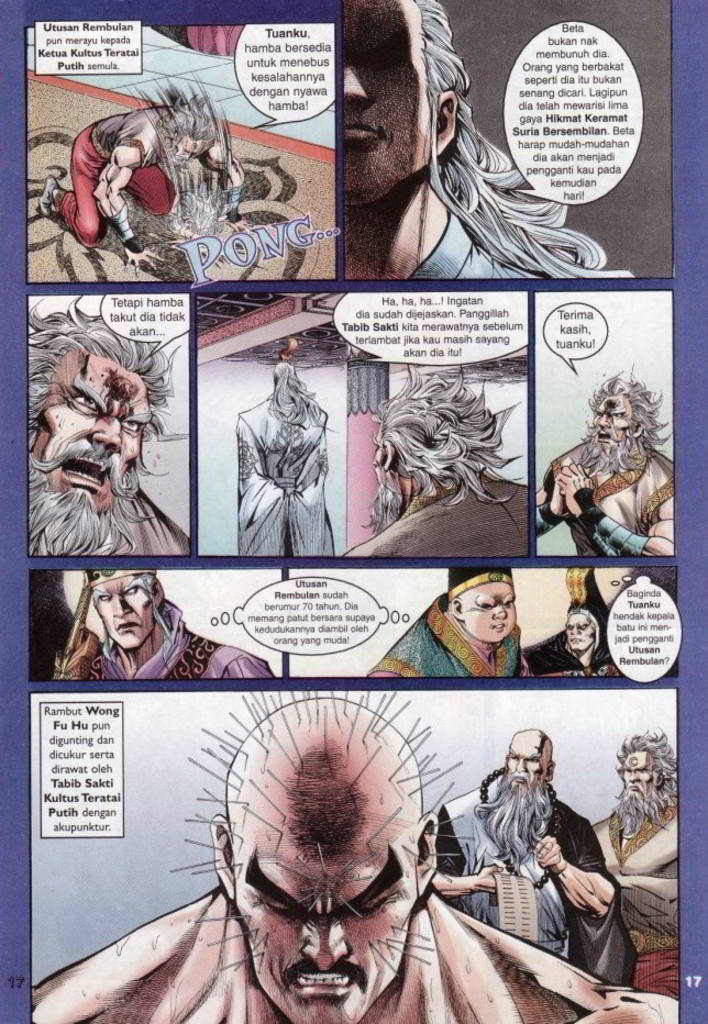 Utusan Rembulan
pun merayu kepada
Ketua Kultus Teratai
Putih semula.
Tuanku,
hamba bersedia
untuk menebus
kesalahannya
dengan nyawa
hamba!
PONG...
Beta
bukan nak
membunuh dia.
Orang yang berbakat
seperti dia itu bukan
senang dicari. Lagipun
dia telah mewarisi lima
gaya Hikmat Keramat
Suria Bersembilan. Beta
harap mudah-mudahan
dia akan menjadi
pengganti kau pada
kemudian
hari!
Tetapi hamba
takut dia tidak
akan...
Ha, ha, ha...! Ingatan
dia sudah dijejaskan. Panggillah
Tabib Sakti kita merawatnya sebelum
terlambat jika kau masih sayang
akan dia itu!
Terima
kasih,
tuanku!
Utusan
Rembulan sudah
berumur 70 tahun. Dia
memang patut bersara supaya
kedudukannya diambil oleh
orang yang muda!
Baginda
Tuanku
hendak kepala
batu ini men-
jadi pengganti
Utusan
Rembulan?
Rambut Wong
Fu Hu pun
digunting dan
dicukur serta
dirawat oleh
Tabib Sakti
Kultus Teratai
Putih dengan
akupunktur.
17
17